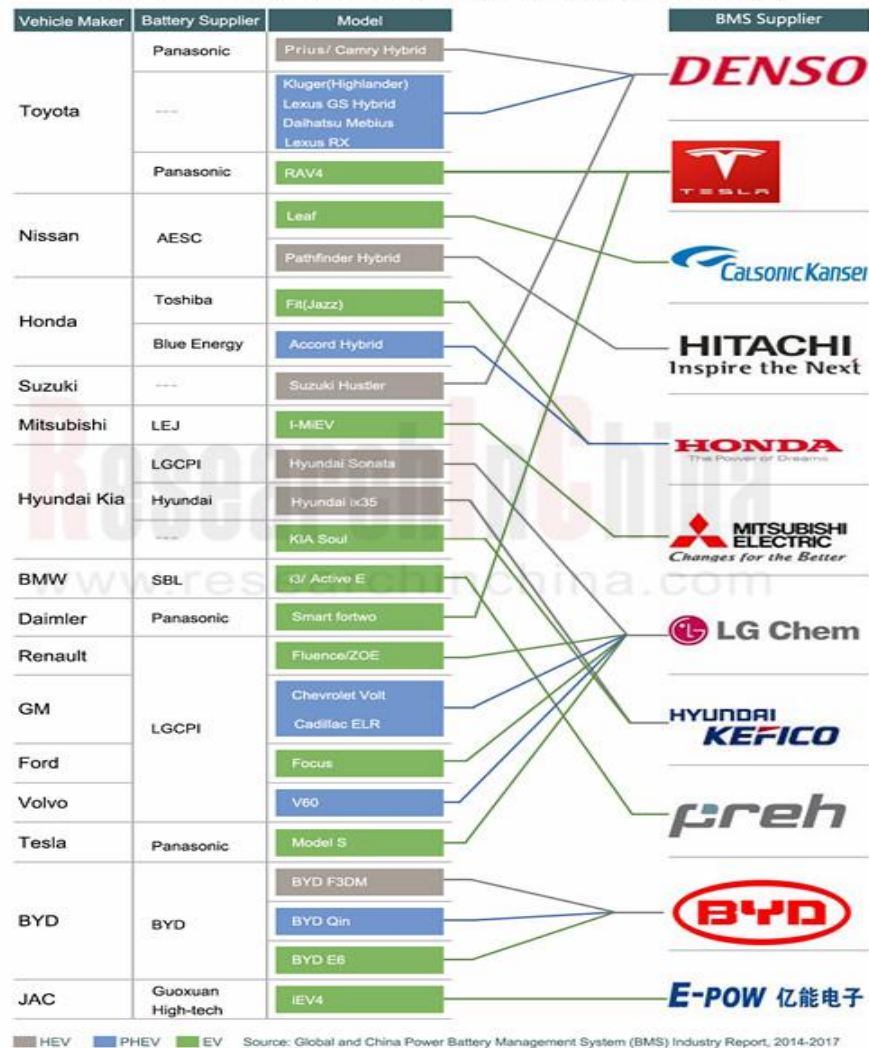 Vehicle Maker Battery Supplier Model BMS Supplier
Toyota
Panasonic
Prius/ Camry Hybrid
---
Kluger(Highlander)
Lexus GS Hybrid
Daihatsu Mebius
Lexus RX
Panasonic
RAV4
Nissan
AESC
Leaf
Pathfinder Hybrid
Honda
Toshiba
Fit(Jazz)
Blue Energy
Accord Hybrid
Suzuki
---
Suzuki Hustler
Mitsubishi
LEJ
I-MiEV
Hyundai Kia
LGCPI
Hyundai Sonata
Hyundai
Hyundai ix35
---
KIA Soul
BMW
SBL
i3/ Active E
Daimler
Panasonic
Smart fortwo
Renault
LGCPI
Fluence/ZOE
GM
Chevrolet Volt
Cadillac ELR
Ford
Focus
Volvo
V60
Tesla
Panasonic
Model S
BYD
BYD
BYD F3DM
BYD Qin
BYD E6
JAC
Guoxuan
High-tech
iEV4
DENSO
TESLA
CALSONIC KANSEI
HITACHI
Inspire the Next
HONDA
The Power of Dreams
MITSUBISHI
ELECTRIC
Changes for the Better
LG Chem
HYUNDAI
KEFICO
preh
BYD
E-POW 亿能电子
ResearchInChina
www.researchinchina.com
HEV PHEV EV Source: Global and China Power Battery Management System (BMS) Industry Report, 2014-2017